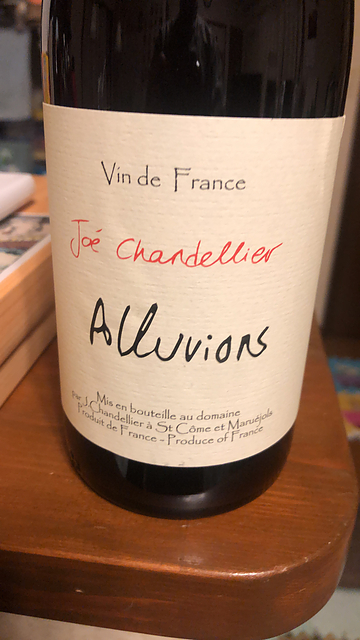 Vin de France
Joé Chandellier
Alluvions
Mis en bouteille au domaine
par J. Chandellier à St Côme et Maruéjols
Produit de France - Produce of France